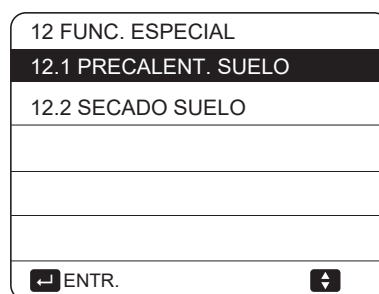 12 FUNC. ESPECIAL
12.1 PRECALENT. SUELO
12.2 SECADO SUELO
ENTR.